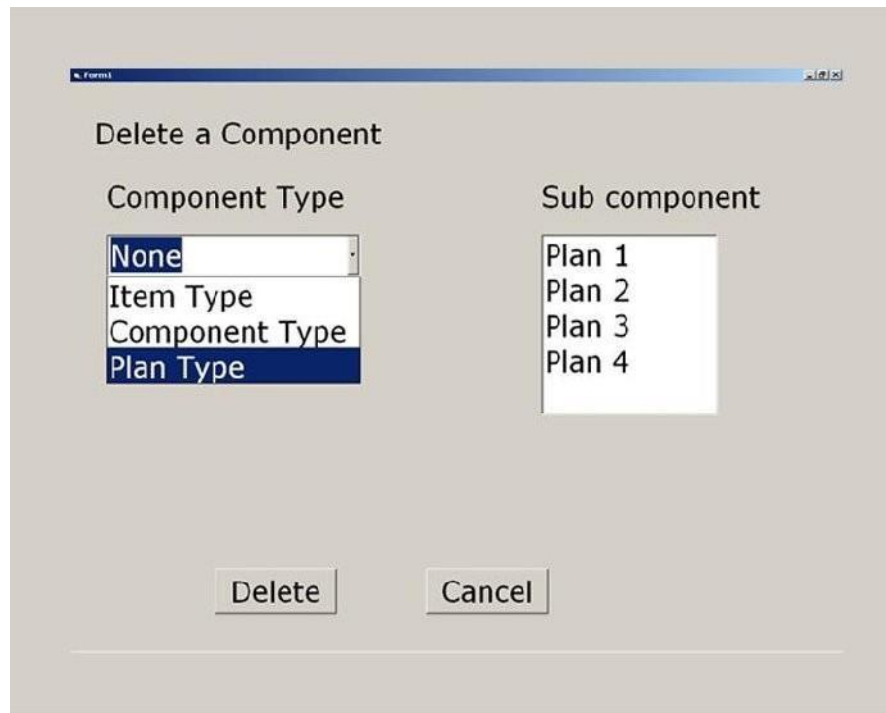 Form1
Delete a Component
Component Type
Sub component
None
Item Type
Component Type
Plan Type
Plan 1
Plan 2
Plan 3
Plan 4
Delete
Cancel